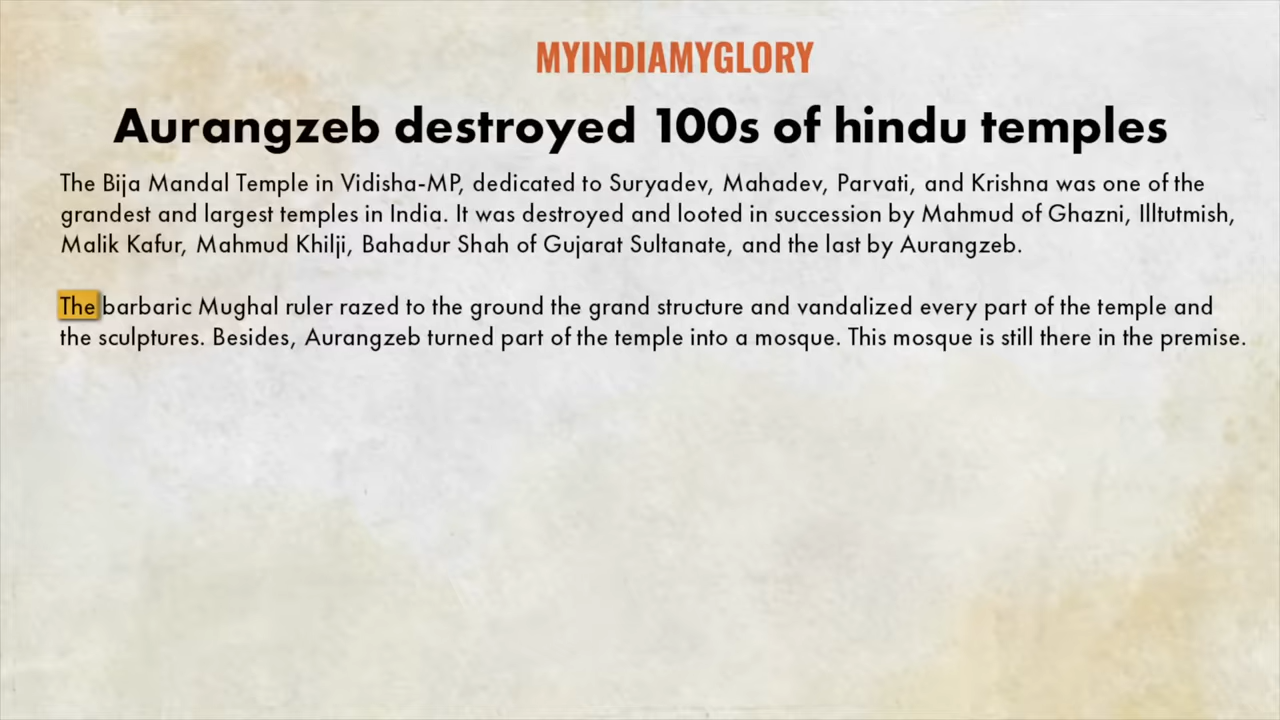 MYINDIAMYGLORY
Aurangzeb destroyed 100s of hindu temples
The Bija Mandal Temple in Vidisha-MP, dedicated to Suryadev, Mahadev, Parvati, and Krishna was one of the
grandest and largest temples in India. It was destroyed and looted in succession by Mahmud of Ghazni, Illtutmish,
Malik Kafur, Mahmud Khilji, Bahadur Shah of Gujarat Sultanate, and the last by Aurangzeb.
The barbaric Mughal ruler razed to the ground the grand structure and vandalized every part of the temple and
the sculptures. Besides, Aurangzeb turned part of the temple into a mosque. This mosque is still there in the premise.